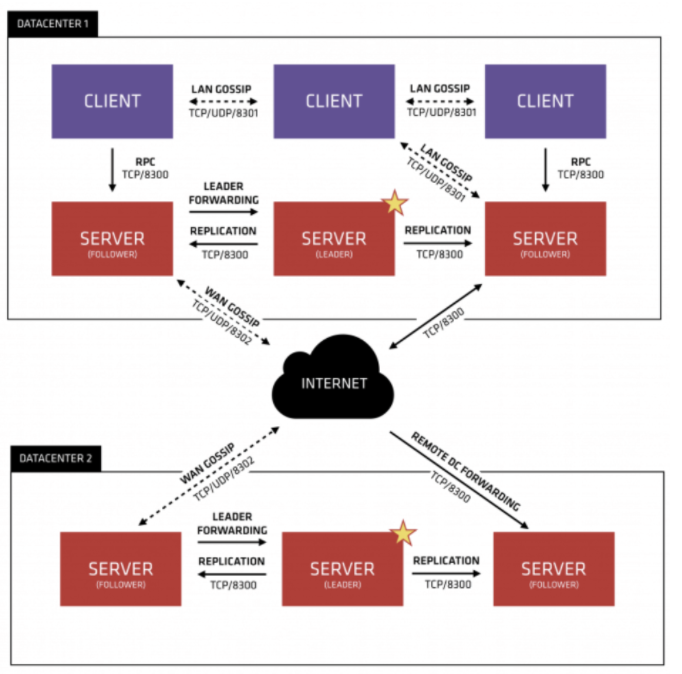 DATACENTER 1
CLIENT
LAN GOSSIP
TCP/UDP/8301
CLIENT
LAN GOSSIP
TCP/UDP/8301
CLIENT
RPC
TCP/8300
LAN GOSSIP
TCP/UDP/8301
RPC
TCP/8300
SERVER
(FOLLOWER)
LEADER
FORWARDING
REPLICATION
TCP/8300
SERVER
(LEADER)
REPLICATION
TCP/8300
SERVER
(FOLLOWER)
WAN GOSSIP
TCP/UDP/8302
TCP/8300
INTERNET
DATACENTER 2
WAN GOSSIP
TCP/UDP/8302
REMOTE DC FORWARDING
TCP/8300
SERVER
(FOLLOWER)
LEADER
FORWARDING
REPLICATION
TCP/8300
SERVER
(LEADER)
REPLICATION
TCP/8300
SERVER
(FOLLOWER)